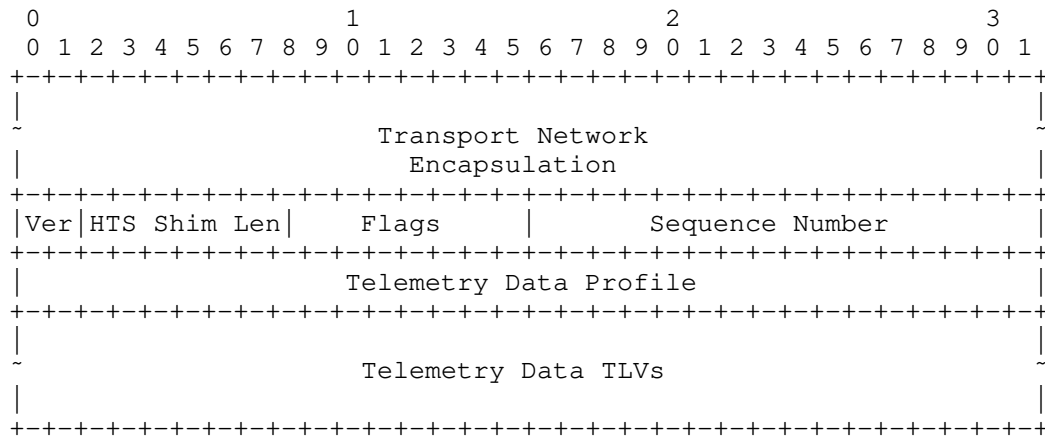 0                   1                   2                   3
 0 1 2 3 4 5 6 7 8 9 0 1 2 3 4 5 6 7 8 9 0 1 2 3 4 5 6 7 8 9 0 1
+-+-+-+-+-+-+-+-+-+-+-+-+-+-+-+-+-+-+-+-+-+-+-+-+-+-+-+-+-+-+-+-+
|                                                               |
~                      Transport Network                        ~
|                        Encapsulation                          |
+-+-+-+-+-+-+-+-+-+-+-+-+-+-+-+-+-+-+-+-+-+-+-+-+-+-+-+-+-+-+-+-+
|Ver|HTS Shim Len|    Flags     |       Sequence Number         |
+-+-+-+-+-+-+-+-+-+-+-+-+-+-+-+-+-+-+-+-+-+-+-+-+-+-+-+-+-+-+-+-+
|                    Telemetry Data Profile                     |
+-+-+-+-+-+-+-+-+-+-+-+-+-+-+-+-+-+-+-+-+-+-+-+-+-+-+-+-+-+-+-+-+
|                                                               |
~                     Telemetry Data TLVs                       ~
|                                                               |
+-+-+-+-+-+-+-+-+-+-+-+-+-+-+-+-+-+-+-+-+-+-+-+-+-+-+-+-+-+-+-+-+